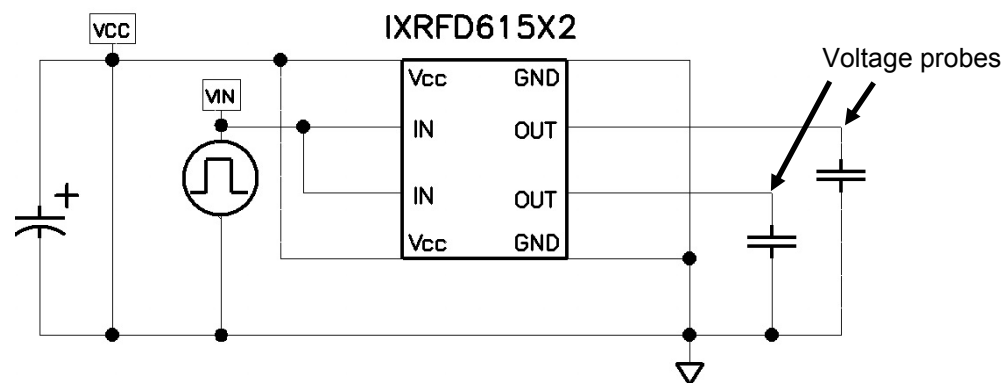 IXRFD615X2
VCC
Voltage probes
Vcc GND
VIN
IN OUT
+
IN OUT
Vcc GND